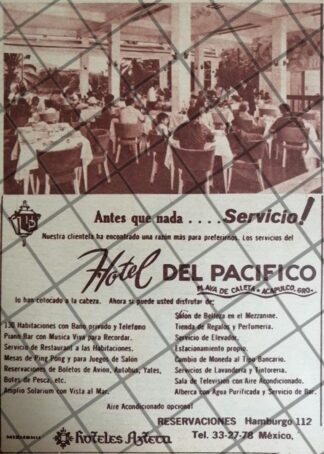 Antes que nada . . . . Servicio!
Nuestra clientela ha encontrado una razón más para preferirnos. Los servicios del
Hotel DEL PACIFICO
PLAYA DE CALETA • ACAPULCO, GRO.
lo han colocado a la cabeza. Ahora si puede usted disfrutar de:
130 Habitaciones con Baño privado y Teléfono
Piano Bar con Musica Viva para Recordar.
Servicio de Restaurant a las Habitaciones.
Mesas de Ping Pong y para Juegos de Salón
Reservaciones de Boletos de Avion, Autobus, Yates,
Botes de Pesca, etc.
Amplio Solarium con Vista al Mar.
Salon de Belleza en el Mezzanine.
Tienda de Regalos y Perfumeria.
Servicio de Elevador.
Estacionamiento propio.
Cambio de Moneda al Tipo Bancario.
Servicios de Lavanderia y Tintoreria.
Sala de Television con Aire Acondicionado.
Alberca con Agua Purificada y Servicio de Bar.
Aire Acondicionado opcional
RESERVACIONES Hamburgo 112
Tel. 33-27-78 México,
hoteles Azteca